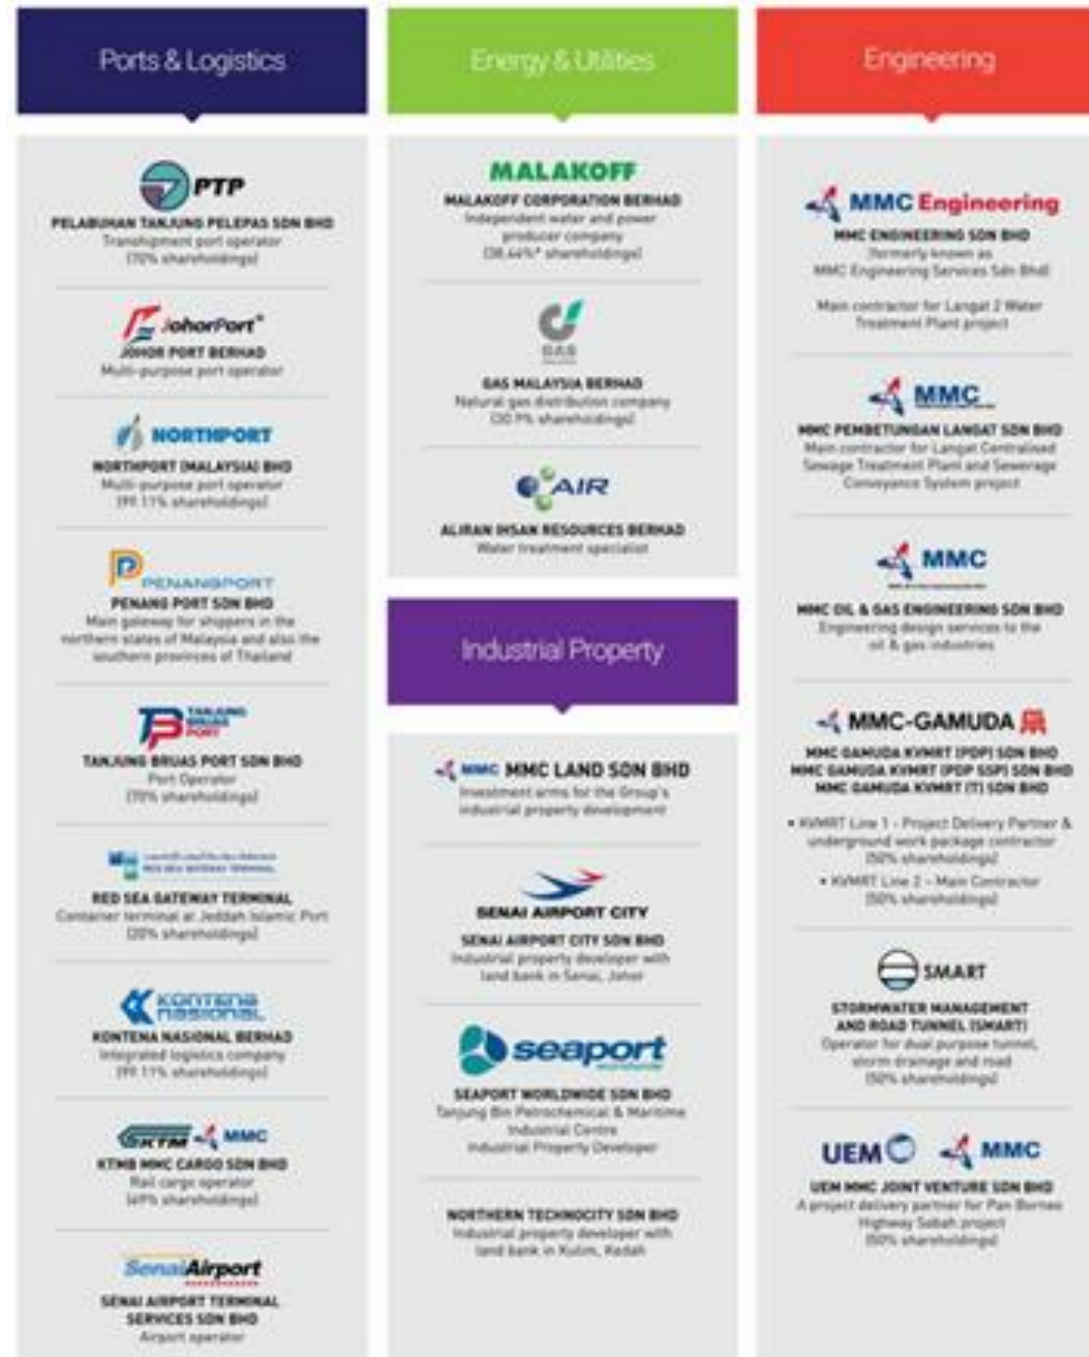 Ports & Logistics
PTP
PELABUHAN TANJUNG PELEPAS SDN BHD
Transhipment port operator
(70% shareholdings)
JohorPort
JOHOR PORT BERHAD
Multi-purpose port operator
NORTHPORT
NORTHPORT (MALAYSIA) BHD
Multi-purpose port operator
(99.11% shareholdings)
PENANGPORT
PENANG PORT SDN BHD
Main gateway for shippers in the
northern states of Malaysia and also the
southern provinces of Thailand
TANJUNG
BRUAS
PORT
TANJUNG BRUAS PORT SDN BHD
Port Operator
(70% shareholdings)
RED SEA GATEWAY TERMINAL
RED SEA GATEWAY TERMINAL
Container terminal at Jeddah Islamic Port
(20% shareholdings)
KONTENA
NASIONAL
KONTENA NASIONAL BERHAD
Integrated logistics company
(99.11% shareholdings)
KTM MMC
KTMB MMC CARGO SDN BHD
Rail cargo operator
(49% shareholdings)
SenaiAirport
SENAI AIRPORT TERMINAL
SERVICES SDN BHD
Airport operator
Energy & Utilities
MALAKOFF
MALAKOFF CORPORATION BERHAD
Independent water and power
producer company
(38.44%* shareholdings)
GAS
GAS MALAYSIA BERHAD
Natural gas distribution company
(30.9% shareholdings)
AIR
ALIRAN IHSAN RESOURCES BERHAD
Water treatment specialist
Industrial Property
MMC MMC LAND SDN BHD
Investment arms for the Group's
industrial property development
SENAI AIRPORT CITY
SENAI AIRPORT CITY SDN BHD
Industrial property developer with
land bank in Senai, Johor
seaport
SEAPORT WORLDWIDE SDN BHD
Tanjung Bin Petrochemical & Maritime
Industrial Centre
Industrial Property Developer
NORTHERN TECHNOCITY SDN BHD
Industrial property developer with
land bank in Kulim, Kedah
Engineering
MMC Engineering
MMC ENGINEERING SDN BHD
(formerly known as
MMC Engineering Services Sdn Bhd)
Main contractor for Langat 2 Water
Treatment Plant project
MMC
MMC PEMBETUNGAN LANGAT SDN BHD
Main contractor for Langat Centralised
Sewage Treatment Plant and Sewerage
Conveyance System project
MMC
MMC OIL & GAS ENGINEERING SDN BHD
Engineering design services to the
oil & gas industries
MMC-GAMUDA
MMC GAMUDA KVMRT (PDP) SDN BHD
MMC GAMUDA KVMRT (PDP SSP) SDN BHD
MMC GAMUDA KVMRT (T) SDN BHD
• KVMRT Line 1 - Project Delivery Partner &
underground work package contractor
(50% shareholdings)
• KVMRT Line 2 - Main Contractor
(50% shareholdings)
SMART
STORMWATER MANAGEMENT
AND ROAD TUNNEL (SMART)
Operator for dual purpose tunnel,
storm drainage and road
(50% shareholdings)
UEM MMC
UEM MMC JOINT VENTURE SDN BHD
A project delivery partner for Pan Borneo
Highway Sabah project
(50% shareholdings)